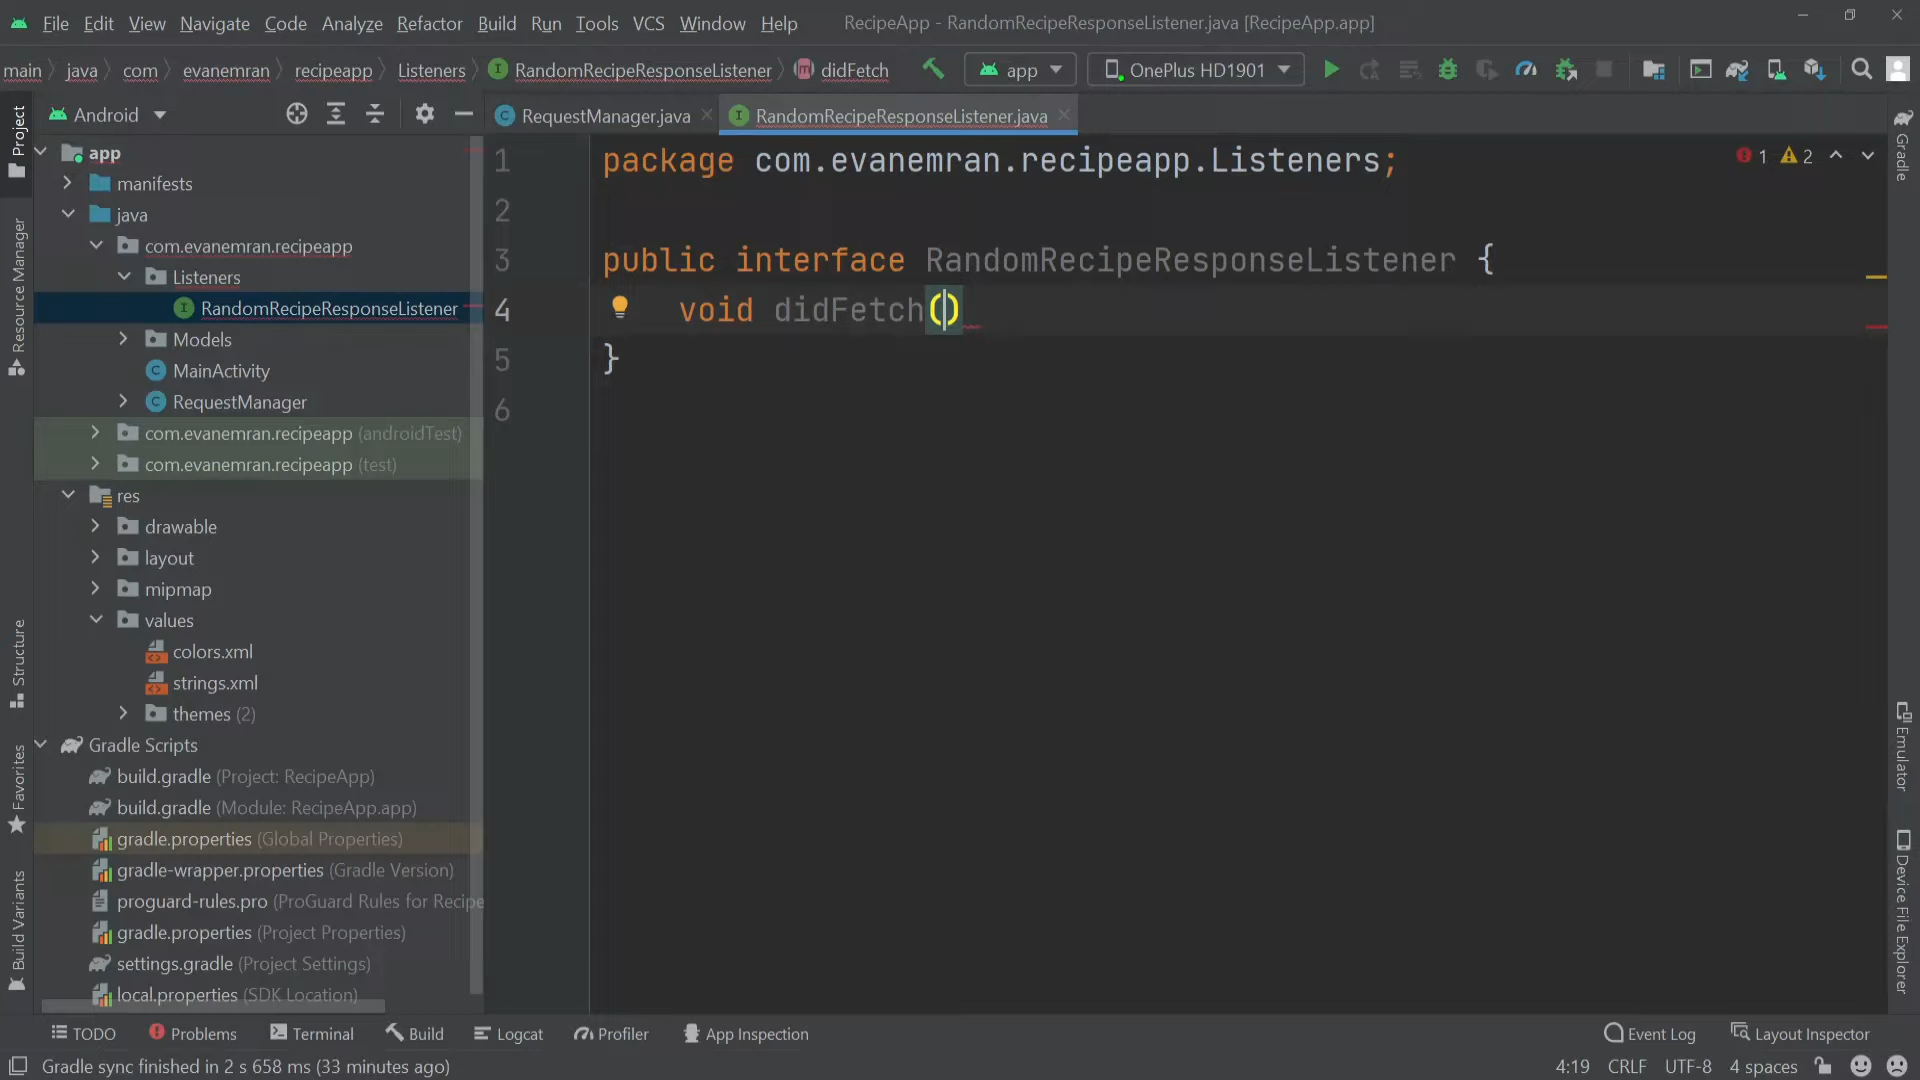 File Edit View Navigate Code Analyze Refactor Build Run Tools VCS Window Help RecipeApp - RandomRecipeResponseListener.java [RecipeApp.app]
main java com evanemran recipeapp Listeners RandomRecipeResponseListener didFetch app OnePlus HD1901
Android RequestManager.java RandomRecipeResponseListener.java
Project
Resource Manager
Structure
Favorites
Build Variants
app
manifests
java
com.evanemran.recipeapp
Listeners
RandomRecipeResponseListener
Models
MainActivity
RequestManager
com.evanemran.recipeapp (androidTest)
com.evanemran.recipeapp (test)
res
drawable
layout
mipmap
values
colors.xml
strings.xml
themes (2)
Gradle Scripts
build.gradle (Project: RecipeApp)
build.gradle (Module: RecipeApp.app)
gradle.properties (Global Properties)
gradle-wrapper.properties (Gradle Version)
proguard-rules.pro (ProGuard Rules for Recipe
gradle.properties (Project Properties)
settings.gradle (Project Settings)
local.properties (SDK Location)
1 package com.evanemran.recipeapp.Listeners;
2
3 public interface RandomRecipeResponseListener {
4 void didFetch()
5 }
6
1 2
Gradle
Emulator
Device File Explorer
TODO Problems Terminal Build Logcat Profiler App Inspection Event Log Layout Inspector
Gradle sync finished in 2 s 658 ms (33 minutes ago) 4:19 CRLF UTF-8 4 spaces